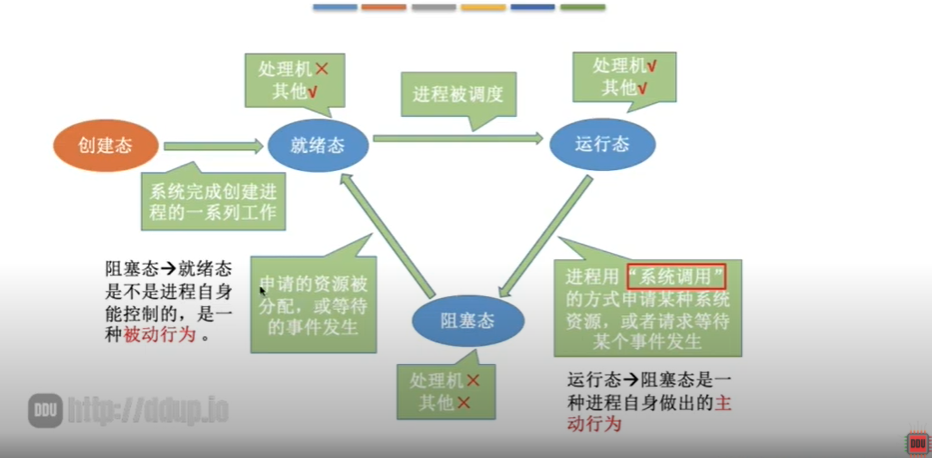 处理机×
其他√
进程被调度
处理机√
其他√
创建态
就绪态
运行态
系统完成创建进
程的一系列工作
阻塞态→就绪态
是不是进程自身
能控制的，是一
种被动行为。
申请的资源被
分配，或等待
的事件发生
阻塞态
进程用“系统调用”
的方式申请某种系统
资源，或者请求等待
某个事件发生
处理机×
其他×
运行态→阻塞态是一
种进程自身做出的主
动行为
DDU http://ddup.io
DDU